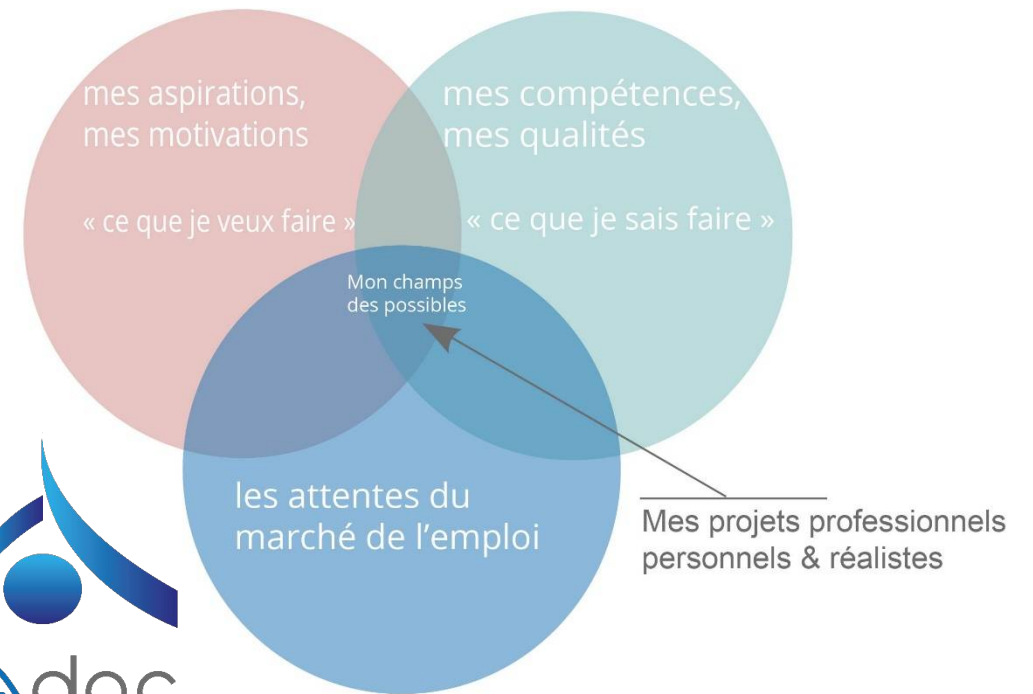 mes aspirations,
mes motivations
« ce que je veux faire »
mes compétences,
mes qualités
« ce que je sais faire »
Mon champs
des possibles
les attentes du
marché de l’emploi
Mes projets professionnels
personnels & réalistes
doc